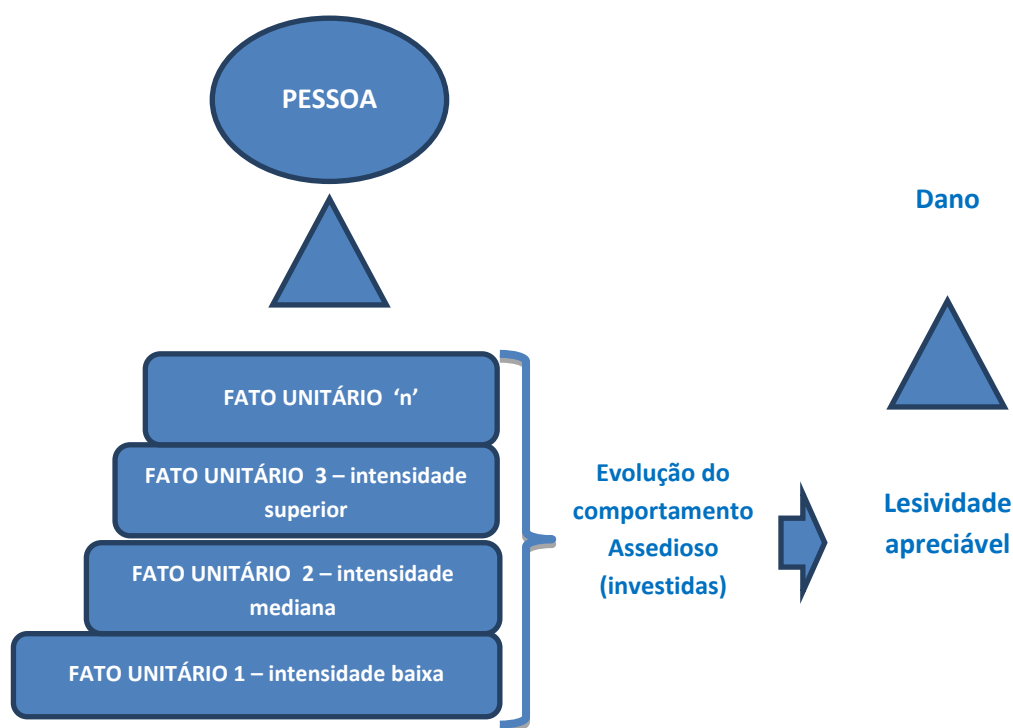 PESSOA
Dano
FATO UNITÁRIO ‘n’
FATO UNITÁRIO 3 – intensidade
superior
FATO UNITÁRIO 2 – intensidade
mediana
FATO UNITÁRIO 1 – intensidade baixa
Evolução do
comportamento
Assedioso
(investidas)
Lesividade
apreciável